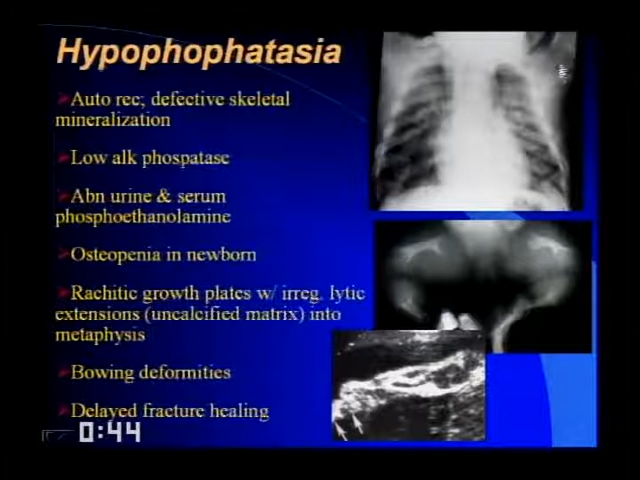 Hypophophatasia
Auto rec; defective skeletal
mineralization
Low alk phospatase
Abn urine & serum
phosphoethanolamine
Osteopenia in newborn
Rachitic growth plates w/ irreg. lytic
extensions (uncalcified matrix) into
metaphysis
Bowing deformities
Delayed fracture healing
0:44